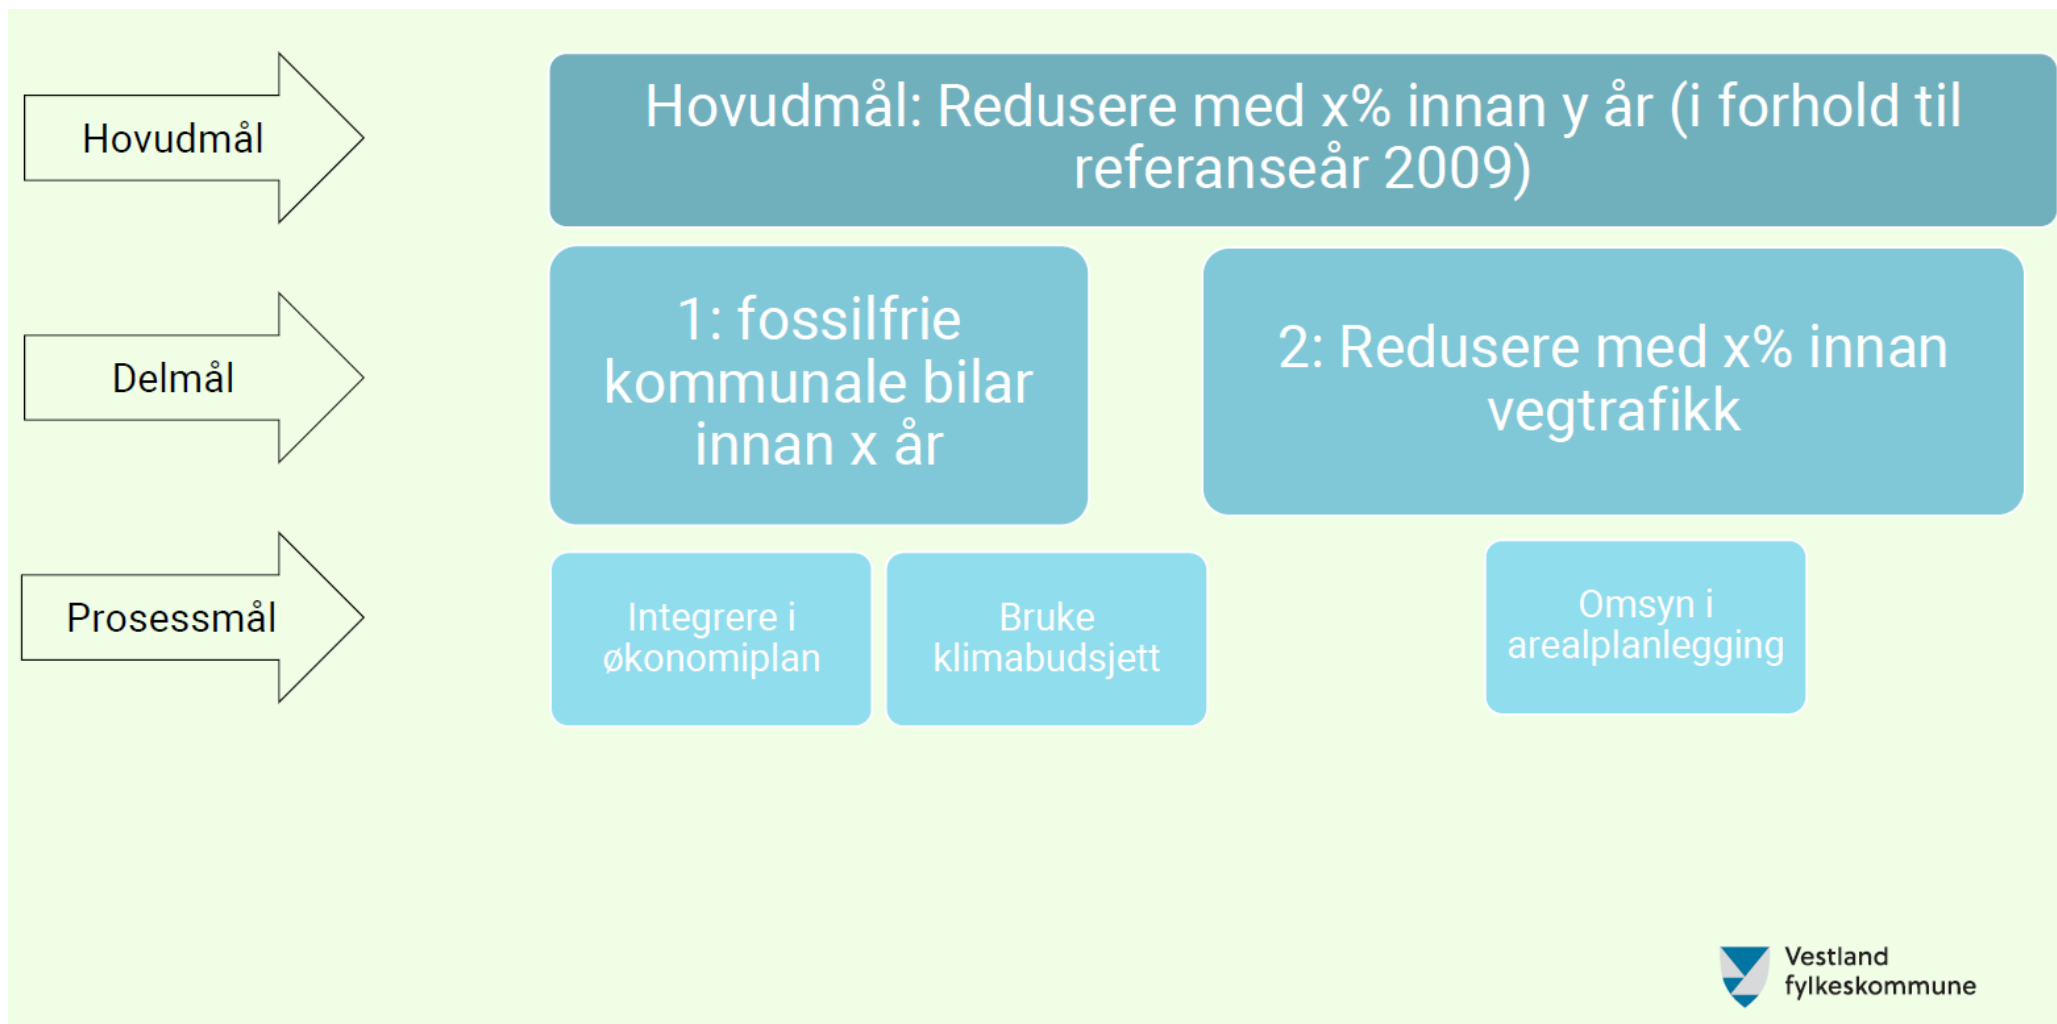 Hovudmål
Hovudmål: Redusere med x% innan y år (i forhold til
referanseår 2009)
Delmål
1: fossilfrie
kommunale bilar
innan x år
2: Redusere med x% innan
vegtrafikk
Prosessmål
Integrere i
økonomiplan
Bruke
klimabudsjett
Omsyn i
arealplanlegging
Vestland
fylkeskommune